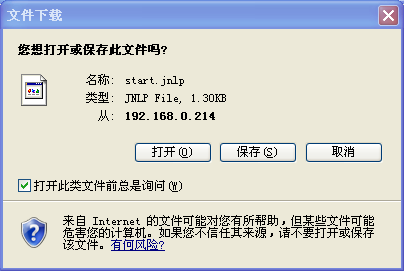 文件下载
您想打开或保存此文件吗?
名称: start.jnlp
类型: JNLP File, 1.30KB
从: 192.168.0.214
打开(O) 保存(S) 取消
打开此类文件前总是询问(W)
来自 Internet 的文件可能对您有所帮助，但某些文件可能
危害您的计算机。如果您不信任其来源，请不要打开或保存
该文件。有何风险?